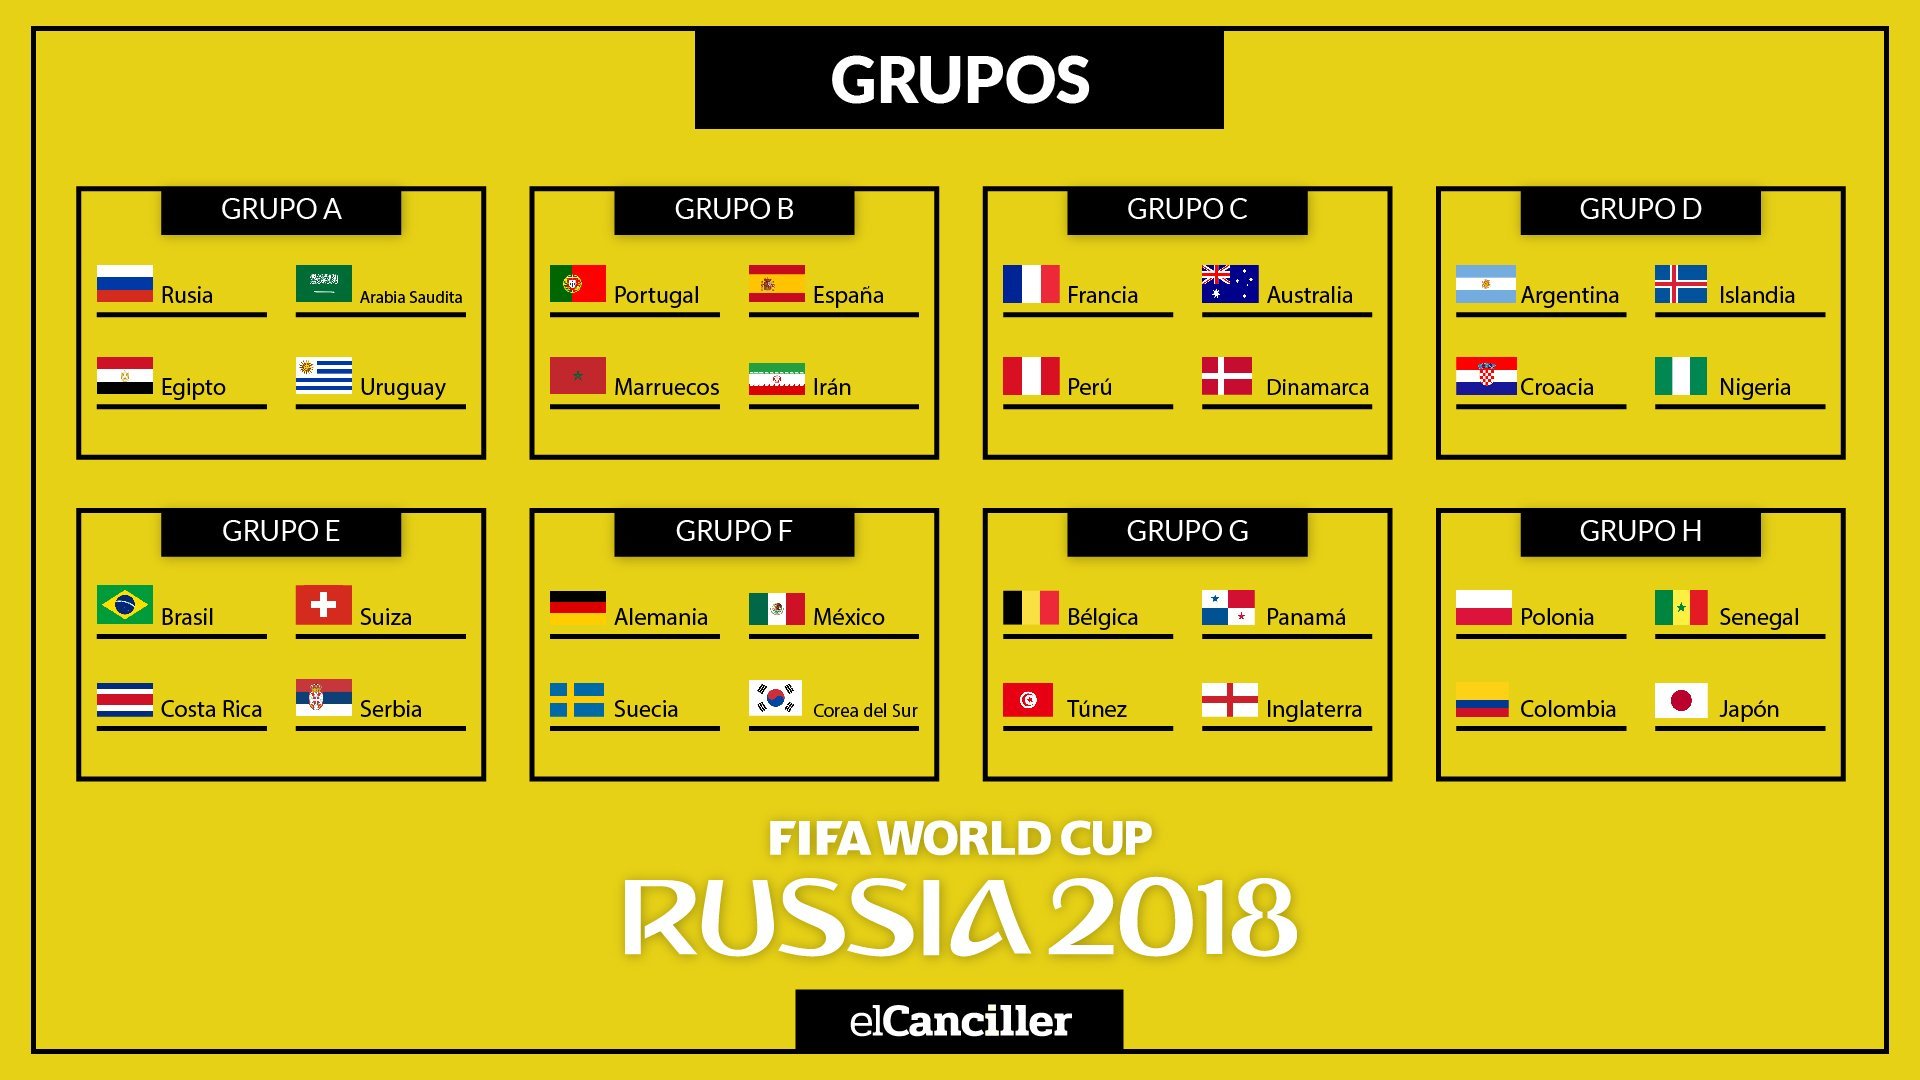 GRUPOS
GRUPO A
Rusia
Arabia Saudita
Egipto
Uruguay
GRUPO B
Portugal
España
Marruecos
Irán
GRUPO C
Francia
Australia
Perú
Dinamarca
GRUPO D
Argentina
Islandia
Croacia
Nigeria
GRUPO E
Brasil
Suiza
Costa Rica
Serbia
GRUPO F
Alemania
México
Suecia
Corea del Sur
GRUPO G
Bélgica
Panamá
Túnez
Inglaterra
GRUPO H
Polonia
Senegal
Colombia
Japón
FIFA WORLD CUP
RUSSIA 2018
elCanciller